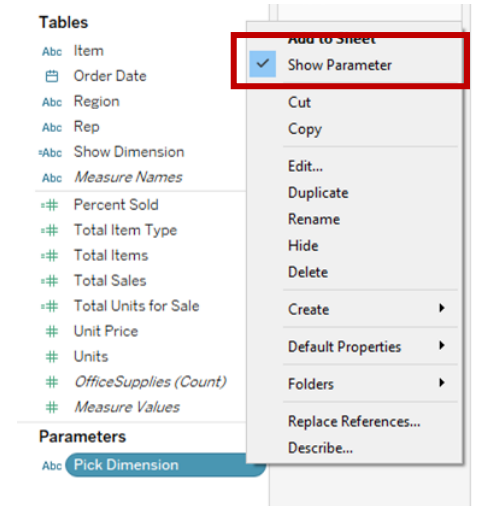 Tables
Abc Item
Order Date
Abc Region
Abc Rep
=Abc Show Dimension
Abc Measure Names
=# Percent Sold
=# Total Item Type
=# Total Items
=# Total Sales
=# Total Units for Sale
# Unit Price
# Units
# OfficeSupplies (Count)
# Measure Values
Parameters
Abc Pick Dimension
Add to Sheet
Show Parameter
Cut
Copy
Edit...
Duplicate
Rename
Hide
Delete
Create
Default Properties
Folders
Replace References...
Describe...